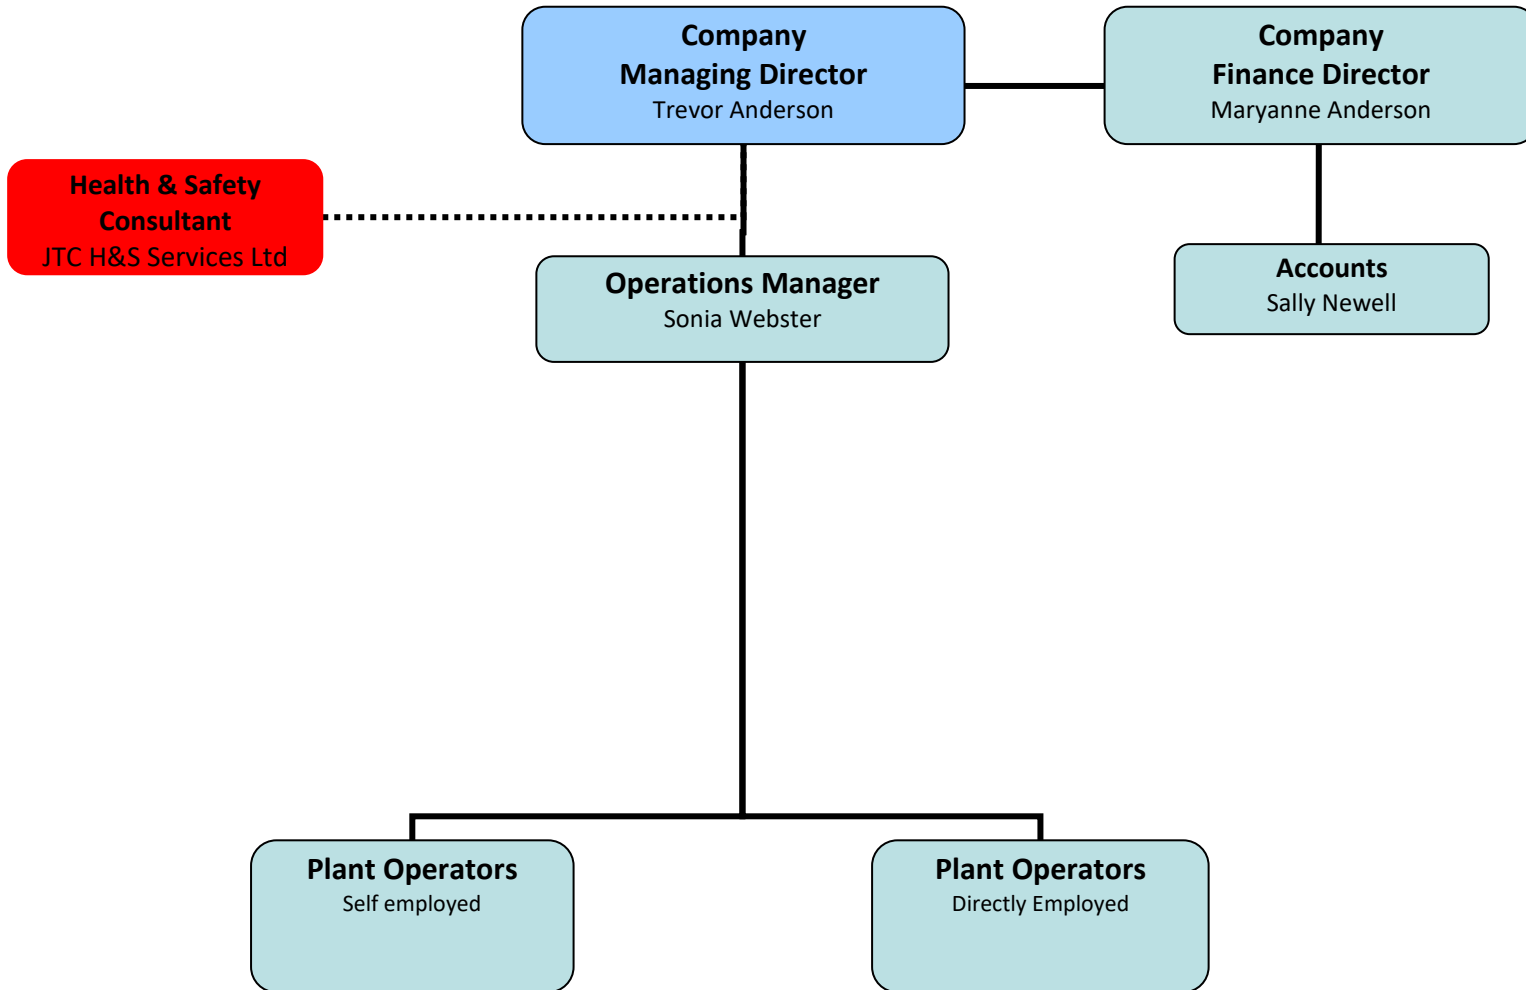 Company
Managing Director
Trevor Anderson
Company
Finance Director
Maryanne Anderson
Health & Safety
Consultant
JTC H&S Services Ltd
Operations Manager
Sonia Webster
Accounts
Sally Newell
Plant Operators
Self employed
Plant Operators
Directly Employed